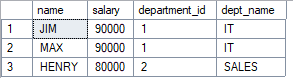 name salary department_id dept_name
1 JIM 90000 1 IT
2 MAX 90000 1 IT
3 HENRY 80000 2 SALES